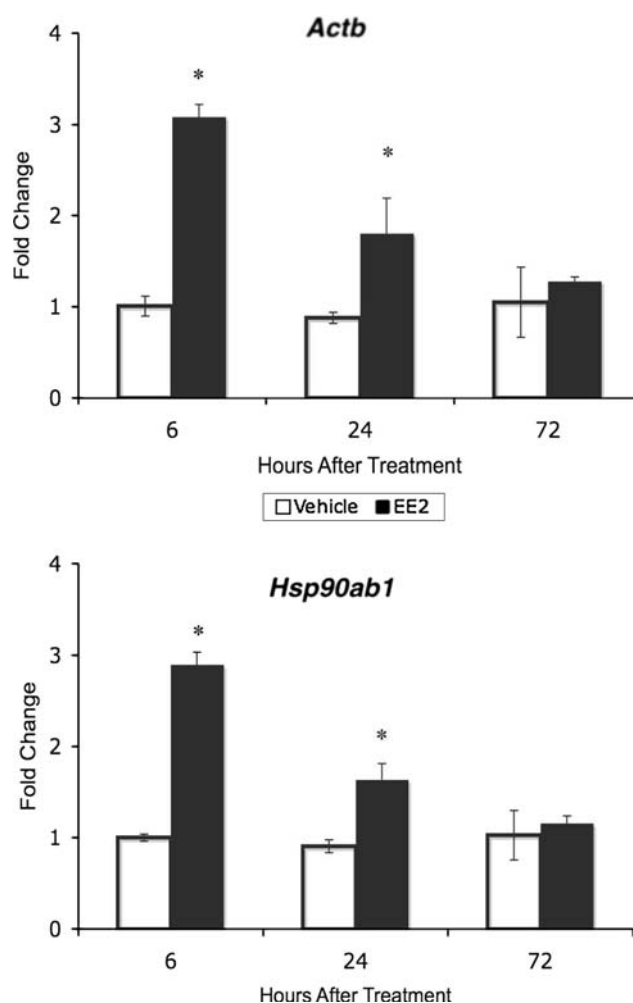 Actb
4
*
3
*
Fold Change
2
1
0
6 24 72
Hours After Treatment
Vehicle EE2
Hsp90ab1
4
*
3
*
Fold Change
2
1
0
6 24 72
Hours After Treatment